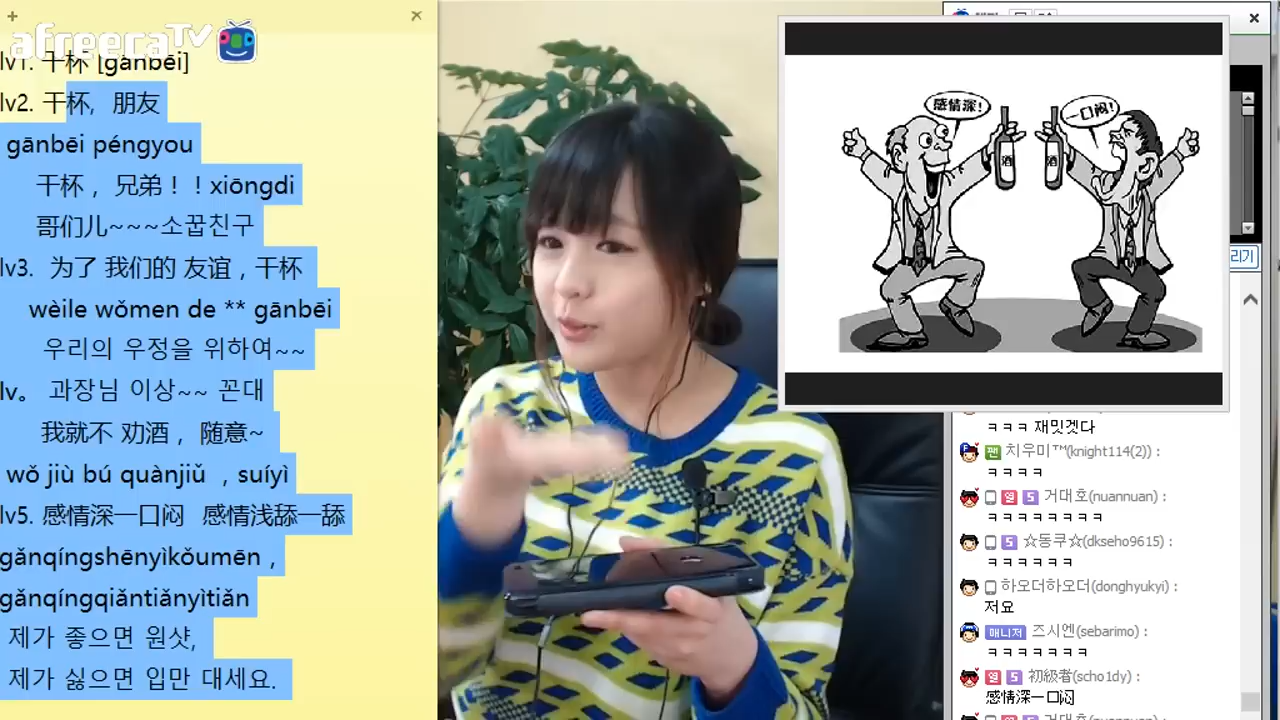 afreecaTV
lv1. 干杯 [gānbēi]
lv2. 干杯, 朋友
gānbēi péngyou
干杯 , 兄弟 ! ! xiōngdi
哥们儿~~~소꿉친구
lv3. 为了 我们的 友谊 , 干杯
wèile wǒmen de ** gānbēi
우리의 우정을 위하여~~
lv。 과장님 이상~~ 꼰대
我就不 劝酒 , 随意~
wǒ jiù bú quànjiǔ , suíyì
lv5. 感情深一口闷 感情浅舔一舔
gǎnqíngshēnyìkǒumēn ,
gǎnqíngqiǎntiǎnyìtiǎn
제가 좋으면 원샷,
제가 싫으면 입만 대세요.
感情深!
一口闷!
酒
酒
리기
ㅋㅋㅋ 재밋겟다
팬 치우미™(knight114(2)) :
ㅋㅋㅋㅋ
열 S 거대호(nuannuan) :
ㅋㅋㅋㅋㅋㅋㅋㅋ
S ☆동쿠☆(dkseho9615) :
ㅋㅋㅋㅋㅋㅋ
하오더하오더(donghyukyi) :
저요
매니저 즈시엔(sebarimo) :
ㅋㅋㅋㅋㅋㅋㅋ
열 S 初級者(scho1dy) :
感情深一口闷